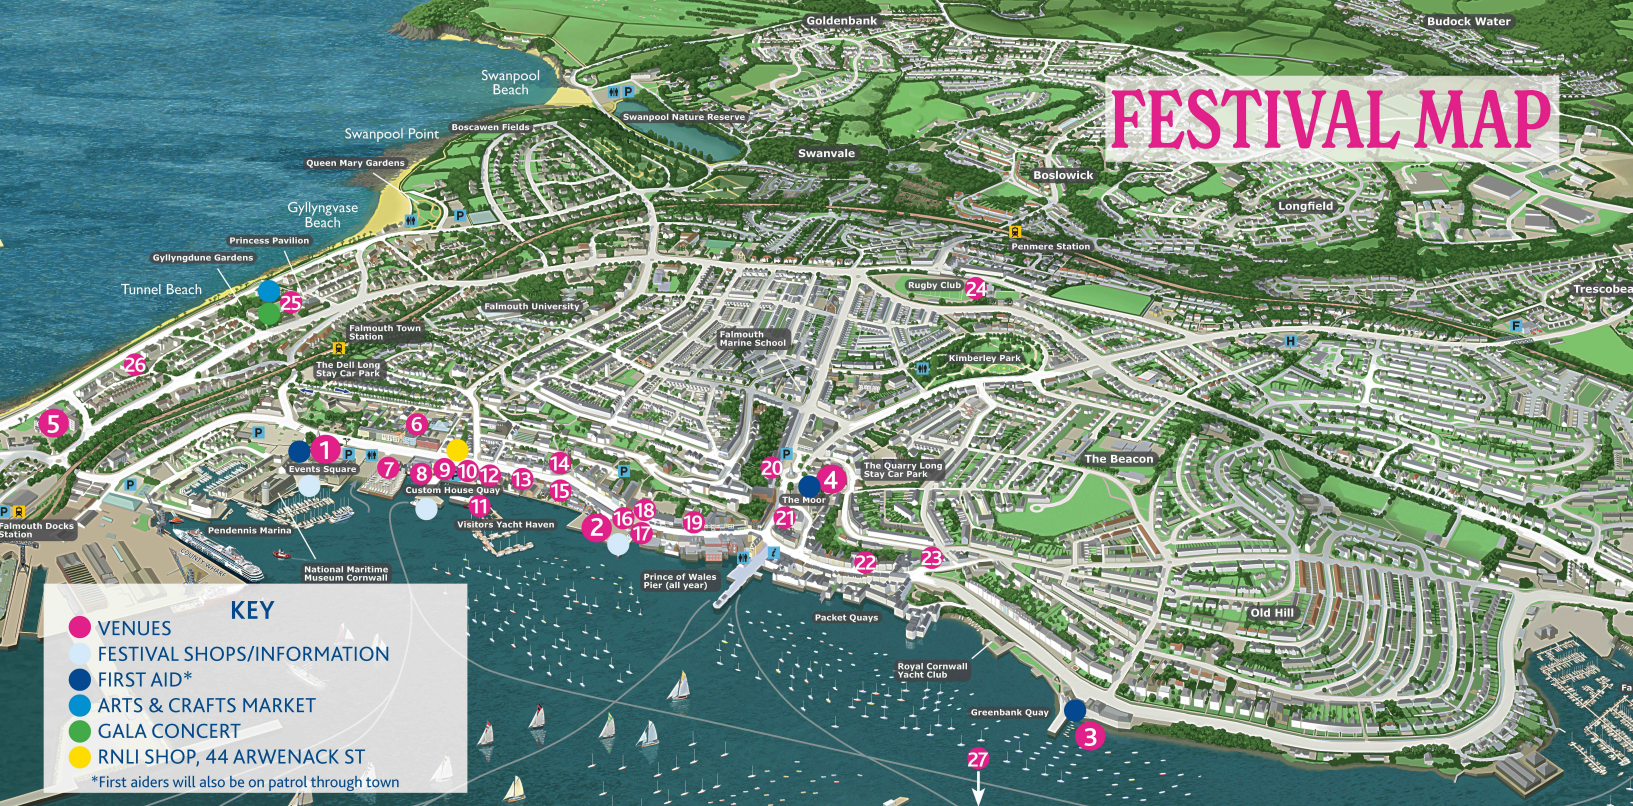 Goldenbank
Budock Water
FESTIVAL MAP
Swanpool
Beach
P
Swanpool Nature Reserve
Boscawen Fields
Swanpool Point
Queen Mary Gardens
Swanvale
Boslowick
Longfield
Gyllyngvase
Beach
P
Penmere Station
Princess Pavilion
Gyllyngdune Gardens
Tunnel Beach
25
Rugby Club
24
Trescobea
Falmouth University
Falmouth Town
Station
Falmouth
Marine School
F
H
Kimberley Park
26
The Dell Long
Stay Car Park
5
6
P
1
P
Events Square
7
8
9
10
12
13
14
15
11
Custom House Quay
P
20
P
4
The Quarry Long
Stay Car Park
The Beacon
The Moor
21
P
P
Falmouth Docks
Station
Pendennis Marina
COUNTY WHARF
Visitors Yacht Haven
2
16
18
17
19
i
22
23
National Maritime
Museum Cornwall
Prince of Wales
Pier (all year)
Packet Quays
Old Hill
Royal Cornwall
Yacht Club
Greenbank Quay
3
27
Fa
KEY
VENUES
FESTIVAL SHOPS/INFORMATION
FIRST AID*
ARTS & CRAFTS MARKET
GALA CONCERT
RNLI SHOP, 44 ARWENACK ST
*First aiders will also be on patrol through town